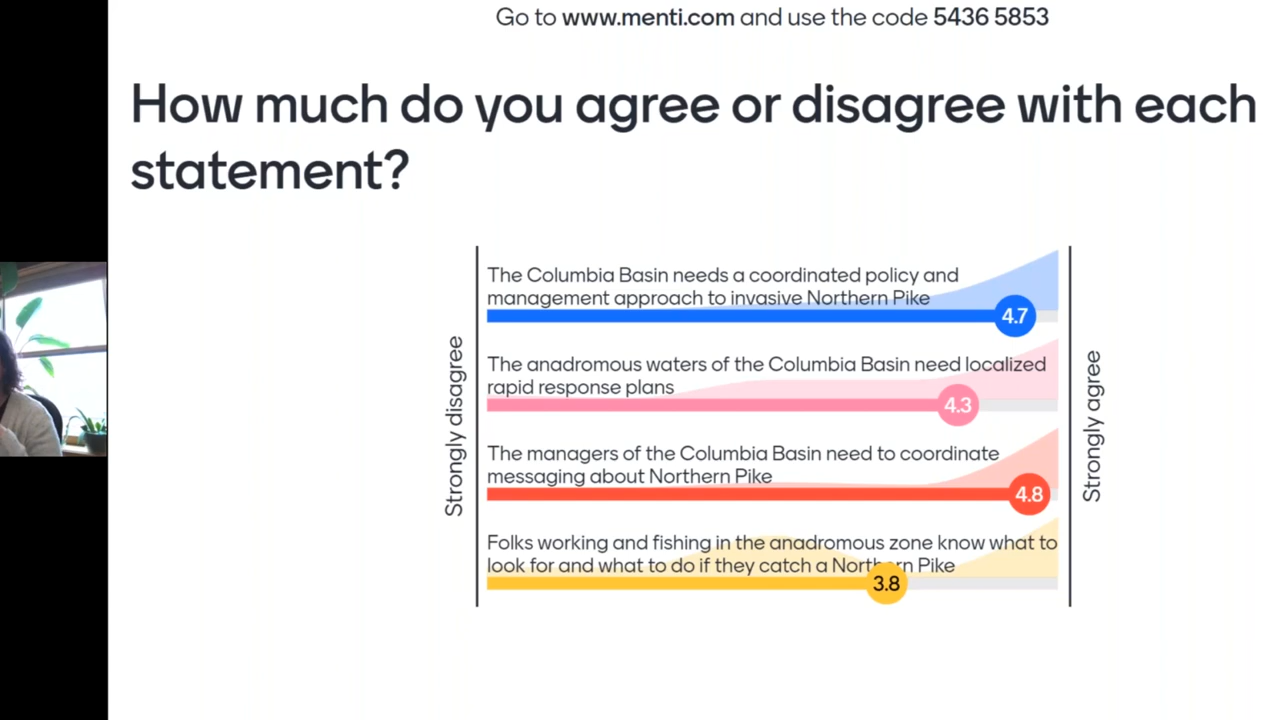 Go to www.menti.com and use the code 5436 5853
How much do you agree or disagree with each
statement?
Strongly disagree
The Columbia Basin needs a coordinated policy and
management approach to invasive Northern Pike
4.7
The anadromous waters of the Columbia Basin need localized
rapid response plans
4.3
The managers of the Columbia Basin need to coordinate
messaging about Northern Pike
4.8
Folks working and fishing in the anadromous zone know what to
look for and what to do if they catch a Northern Pike
3.8
Strongly agree